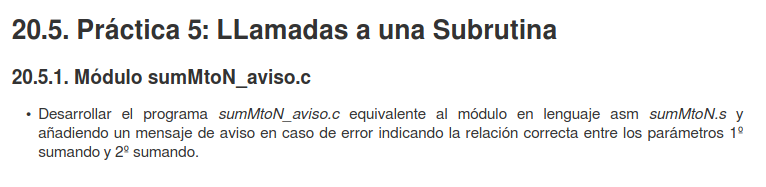 20.5. Práctica 5: LLamadas a una Subrutina
20.5.1. Módulo sumMtoN_aviso.c
• Desarrollar el programa sumMtoN_aviso.c equivalente al módulo en lenguaje asm sumMtoN.s y
añadiendo un mensaje de aviso en caso de error indicando la relación correcta entre los parámetros 1º
sumando y 2º sumando.